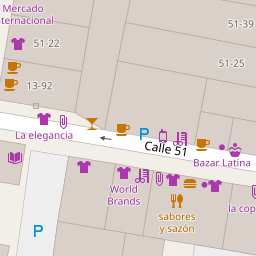 Mercado
nternacional
51-39
51-22
51-25
13-92
La elegancia
P
Calle 51
Bazar Latina
World
Brands
sabores
y sazón
la cop
P